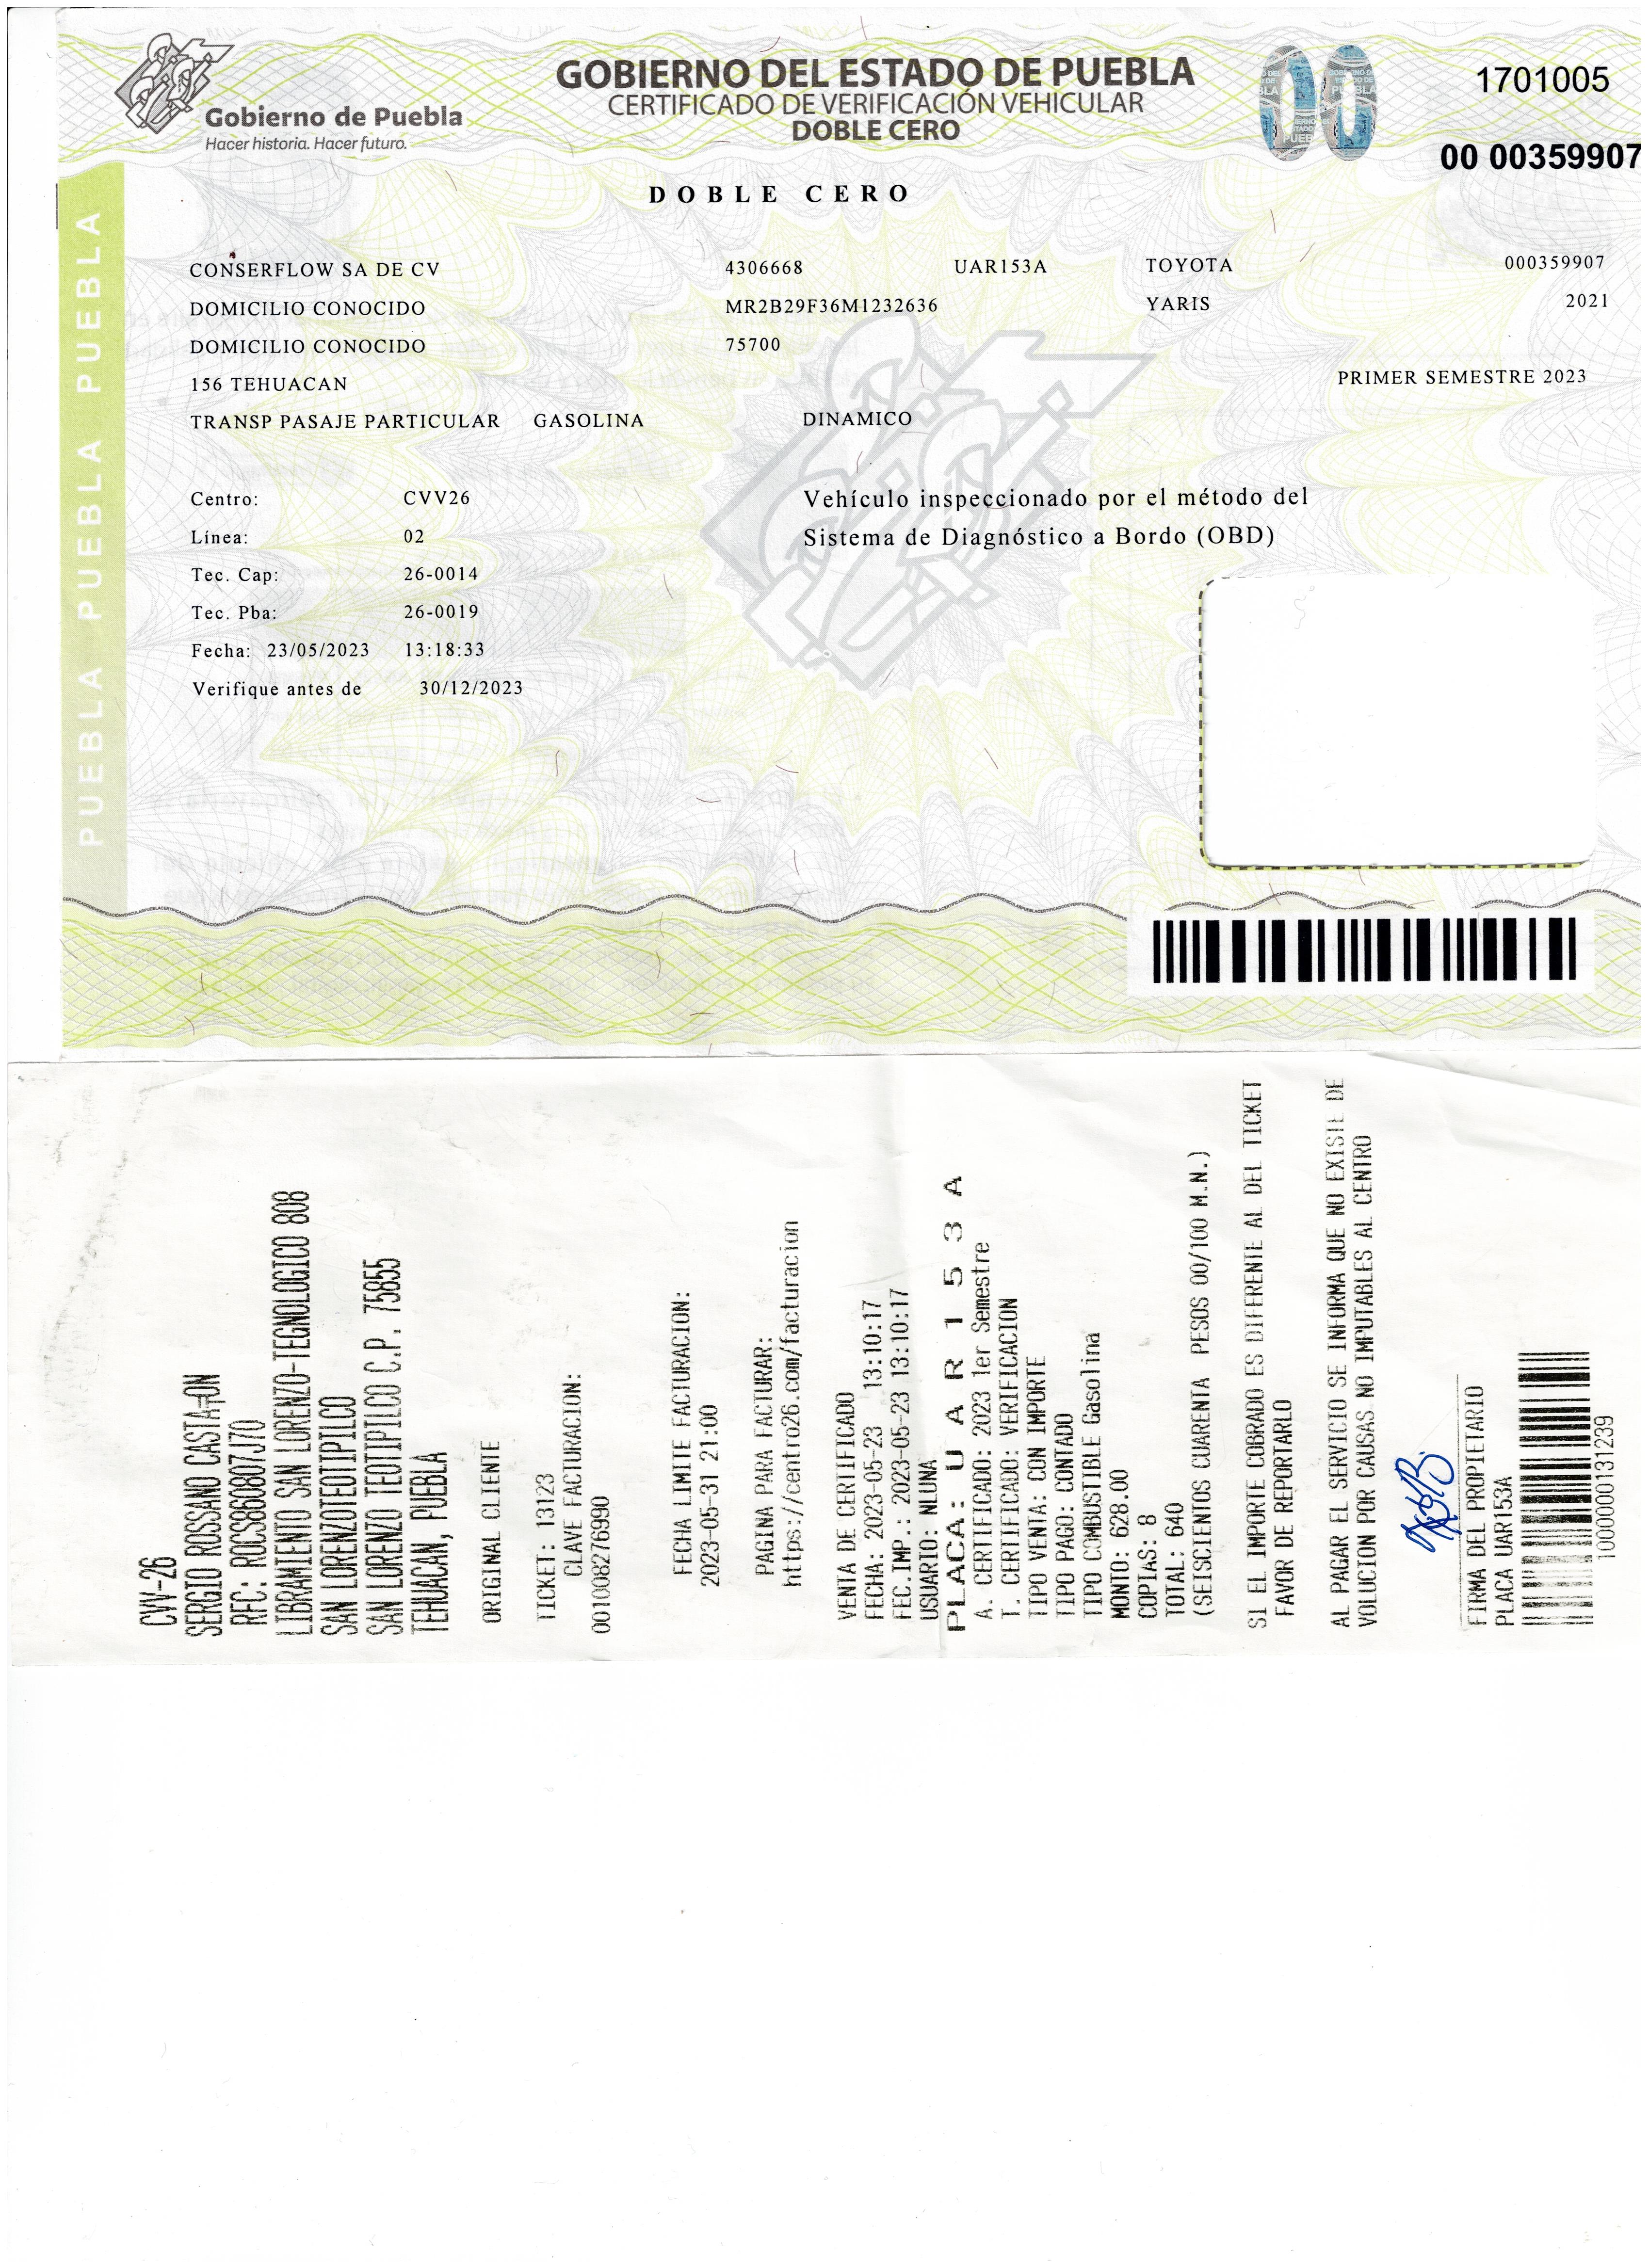 Gobierno de Puebla
Hacer historia. Hacer futuro.
GOBIERNO DEL ESTADO DE PUEBLA
CERTIFICADO DE VERIFICACIÓN VEHICULAR
DOBLE CERO
1701005
00 00359907
DOBLE CERO
PUEBLA PUEBLA PUEBLA PUEBLA
CONSERFLOW SA DE CV 4306668 UAR153A TOYOTA 000359907
DOMICILIO CONOCIDO MR2B29F36M1232636 YARIS 2021
DOMICILIO CONOCIDO 75700
156 TEHUACAN PRIMER SEMESTRE 2023
TRANSP PASAJE PARTICULAR GASOLINA DINAMICO
Centro: CVV26
Línea: 02
Tec. Cap: 26-0014
Tec. Pba: 26-0019
Fecha: 23/05/2023 13:18:33
Verifique antes de 30/12/2023
Vehículo inspeccionado por el método del
Sistema de Diagnóstico a Bordo (OBD)
CVV-26
SERGIO ROSSANO CASTA=ON
RFC: ROCS860807J70
LIBRAMIENTO SAN LORENZO-TEGNOLOGICO 808
SAN LORENZOTEOTIPILCO
SAN LORENZO TEOTIPILCO C.P. 75855
TEHUACAN, PUEBLA
ORIGINAL CLIENTE
TICKET: 13123
CLAVE FACTURACION:
001008276990
FECHA LIMITE FACTURACION:
2023-05-31 21:00
PAGINA PARA FACTURAR:
https://centro26.com/facturacion
VENTA DE CERTIFICADO
FECHA: 2023-05-23 13:10:17
FEC.IMP.: 2023-05-23 13:10:17
USUARIO: NLUNA
PLACA: UAR153A
A. CERTIFICADO: 2023 1er Semestre
T. CERTIFICADO: VERIFICACION
TIPO VENTA: CON IMPORTE
TIPO PAGO: CONTADO
TIPO COMBUSTIBLE Gasolina
MONTO: 628.00
COPIAS: 8
TOTAL: 640
(SEISCIENTOS CUARENTA PESOS 00/100 M.N.)
SI EL IMPORTE COBRADO ES DIFERENTE AL DEL TICKET
FAVOR DE REPORTARLO
AL PAGAR EL SERVICIO SE INFORMA QUE NO EXISTE DE
VOLUCION POR CAUSAS NO IMPUTABLES AL CENTRO
FIRMA DEL PROPIETARIO
PLACA UAR153A
1000000131239